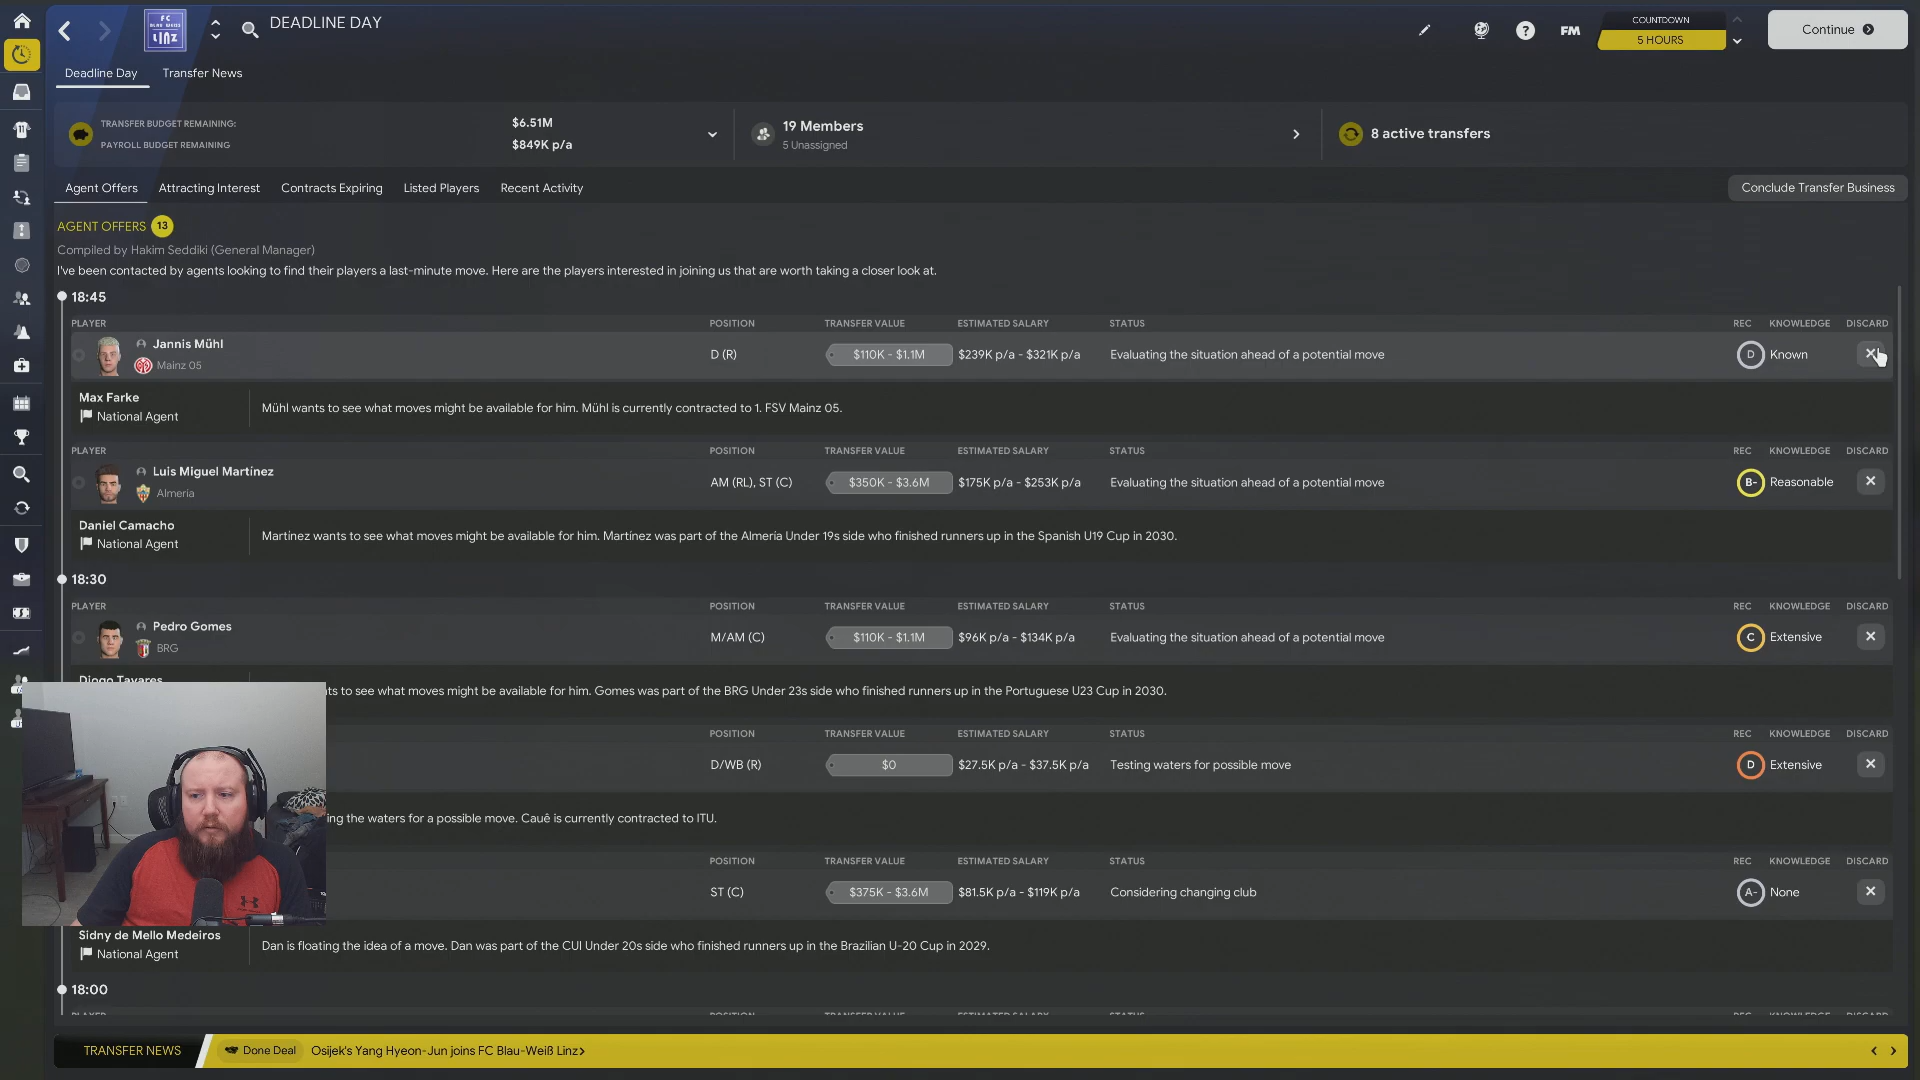 FC
BLAU WEISS
LINZ
DEADLINE DAY
FM
COUNTDOWN
5 HOURS
Continue
Deadline Day
Transfer News
TRANSFER BUDGET REMAINING:
$6.51M
PAYROLL BUDGET REMAINING
$849K p/a
19 Members
5 Unassigned
8 active transfers
Agent Offers
Attracting Interest
Contracts Expiring
Listed Players
Recent Activity
Conclude Transfer Business
AGENT OFFERS 13
Compiled by Hakim Seddiki (General Manager)
I've been contacted by agents looking to find their players a last-minute move. Here are the players interested in joining us that are worth taking a closer look at.
18:45
PLAYER POSITION TRANSFER VALUE ESTIMATED SALARY STATUS REC KNOWLEDGE DISCARD
Jannis Mühl
Mainz 05
D (R) $110K - $1.1M $239K p/a - $321K p/a Evaluating the situation ahead of a potential move D Known
Max Farke
National Agent
Mühl wants to see what moves might be available for him. Mühl is currently contracted to 1. FSV Mainz 05.
PLAYER POSITION TRANSFER VALUE ESTIMATED SALARY STATUS REC KNOWLEDGE DISCARD
Luis Miguel Martínez
Almeria
AM (RL), ST (C) $350K - $3.6M $175K p/a - $253K p/a Evaluating the situation ahead of a potential move B- Reasonable
Daniel Camacho
National Agent
Martínez wants to see what moves might be available for him. Martínez was part of the Almería Under 19s side who finished runners up in the Spanish U19 Cup in 2030.
18:30
PLAYER POSITION TRANSFER VALUE ESTIMATED SALARY STATUS REC KNOWLEDGE DISCARD
Pedro Gomes
BRG
M/AM (C) $110K - $1.1M $96K p/a - $134K p/a Evaluating the situation ahead of a potential move C Extensive
Diogo Tavares
to see what moves might be available for him. Gomes was part of the BRG Under 23s side who finished runners up in the Portuguese U23 Cup in 2030.
POSITION TRANSFER VALUE ESTIMATED SALARY STATUS REC KNOWLEDGE DISCARD
D/WB (R) $0 $27.5K p/a - $37.5K p/a Testing waters for possible move D Extensive
the waters for a possible move. Cauê is currently contracted to ITU.
POSITION TRANSFER VALUE ESTIMATED SALARY STATUS REC KNOWLEDGE DISCARD
ST (C) $375K - $3.6M $81.5K p/a - $119K p/a Considering changing club A- None
Sidny de Mello Medeiros
National Agent
Dan is floating the idea of a move. Dan was part of the CUI Under 20s side who finished runners up in the Brazilian U-20 Cup in 2029.
18:00
TRANSFER NEWS
Done Deal
Osijek's Yang Hyeon-Jun joins FC Blau-Weiß Linz>